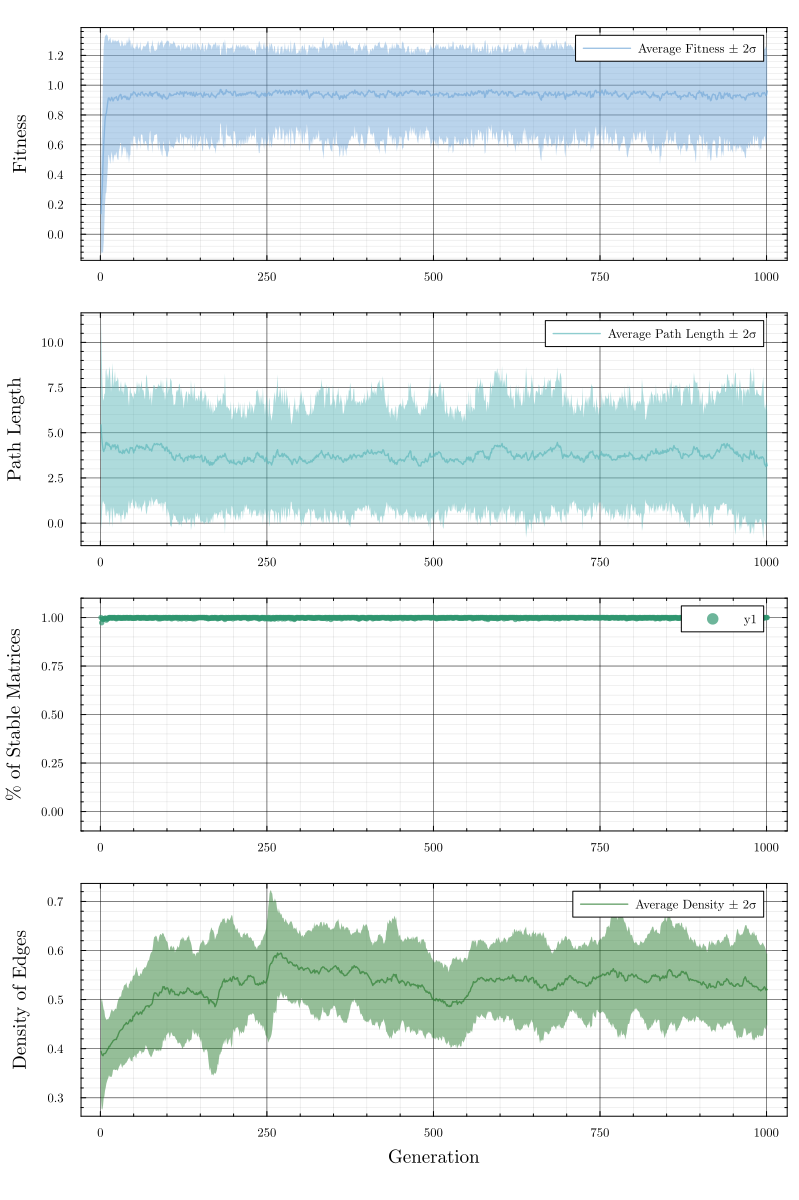 Fitness
1.2
1.0
0.8
0.6
0.4
0.2
0.0
Average Fitness ± 2σ
0 250 500 750 1000
Path Length
10.0
7.5
5.0
2.5
0.0
Average Path Length ± 2σ
0 250 500 750 1000
% of Stable Matrices
1.00
0.75
0.50
0.25
0.00
y1
0 250 500 750 1000
Density of Edges
0.7
0.6
0.5
0.4
0.3
Average Density ± 2σ
0 250 500 750 1000
Generation